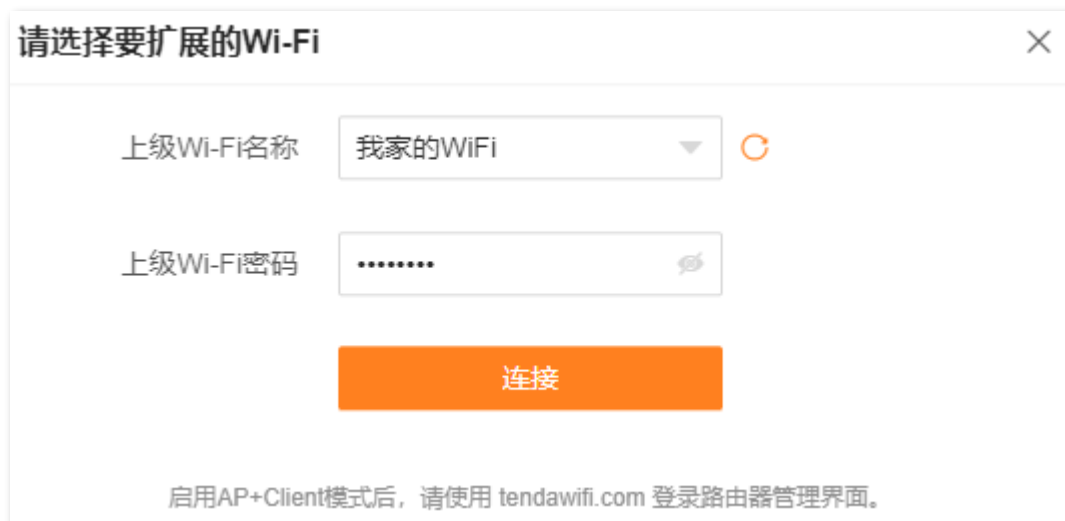 请选择要扩展的Wi-Fi
上级Wi-Fi名称 我家的WiFi
上级Wi-Fi密码 ••••••••
连接
启用AP+Client模式后，请使用 tendawifi.com 登录路由器管理界面。